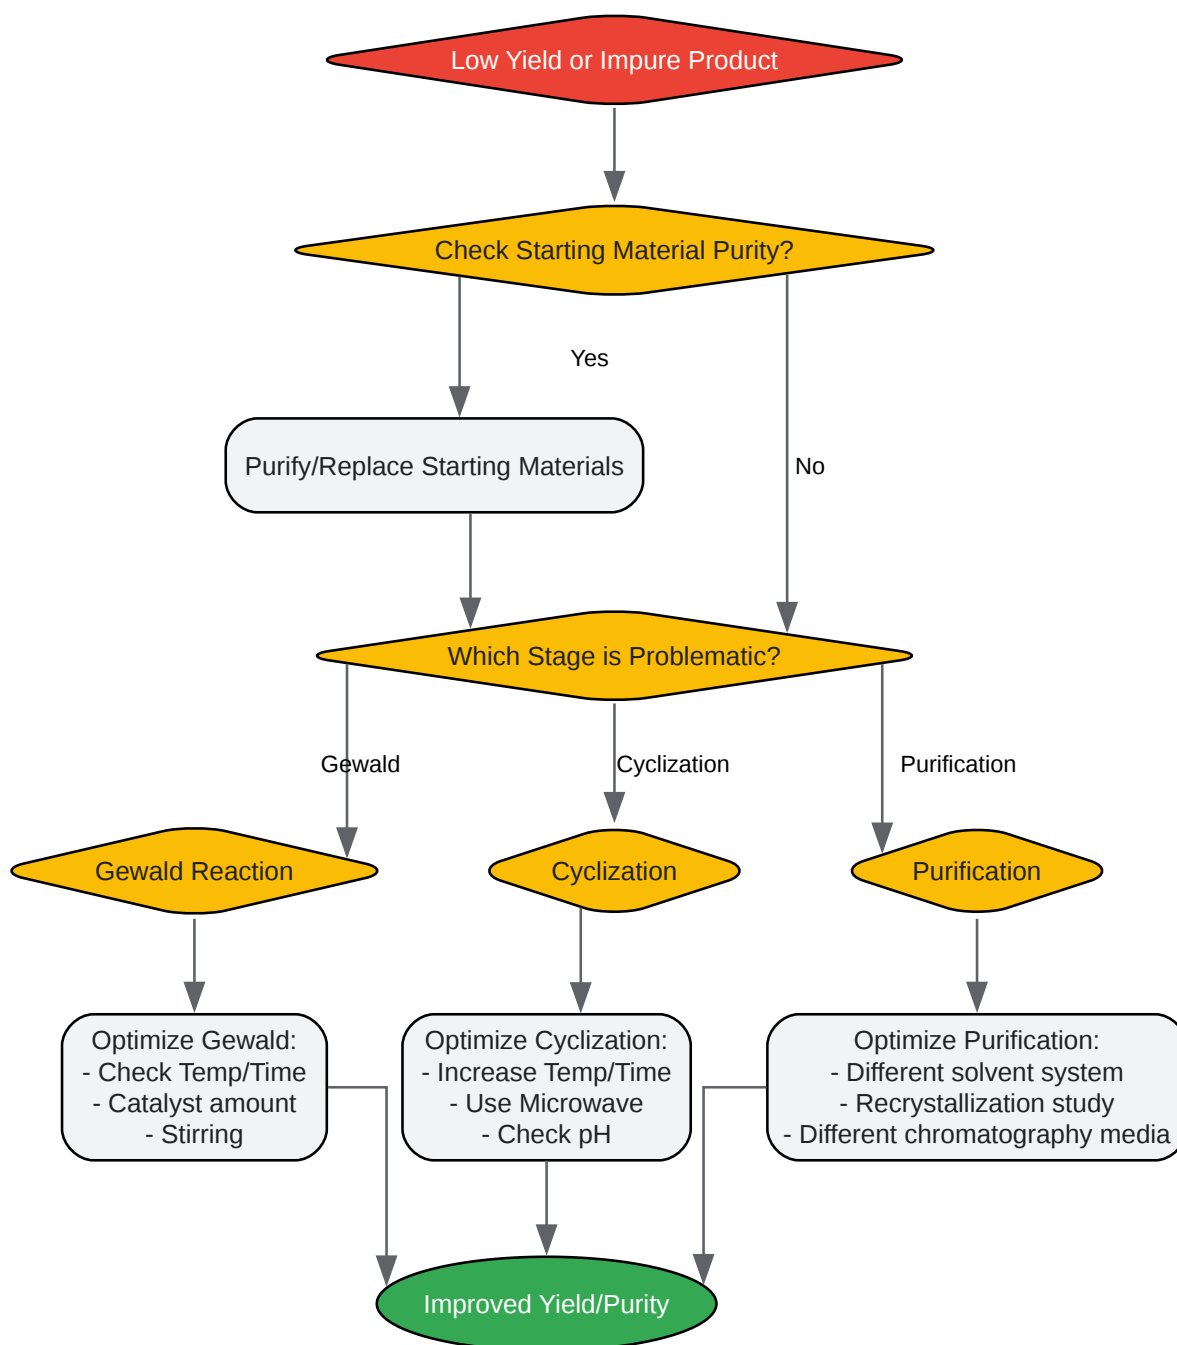 Low Yield or Impure Product
Check Starting Material Purity?
Yes
Purify/Replace Starting Materials
No
Which Stage is Problematic?
Gewald
Cyclization
Purification
Gewald Reaction
Cyclization
Purification
Optimize Gewald:
- Check Temp/Time
- Catalyst amount
- Stirring
Optimize Cyclization:
- Increase Temp/Time
- Use Microwave
- Check pH
Optimize Purification:
- Different solvent system
- Recrystallization study
- Different chromatography media
Improved Yield/Purity